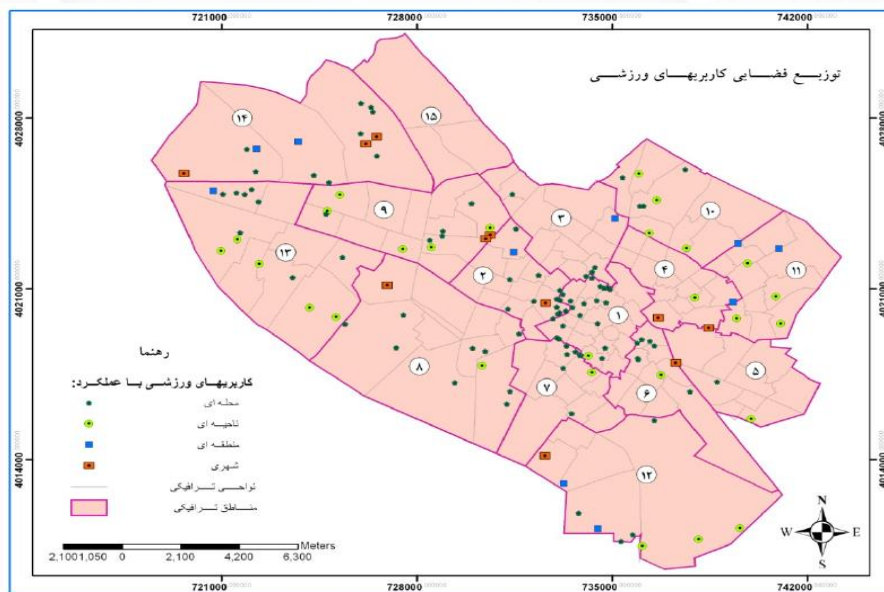 721000 728000 735000 742000
توزیع فضایی کاربریهای ورزشی
4028000 4028000
4021000 4021000
4014000 4014000
۱۴
۱۵
۹
۳
۱۰
۱۳
۲
۴
۱۱
۱
۸
۷
۶
۵
۱۲
رهنما
کاربریهای ورزشی با عملکرد:
محله ای
ناحیه ای
منطقه ای
شهری
نواحی ترافیکی
مناطق ترافیکی
Meters
2,1001,050 0 2,100 4,200 6,300
N
W E
S
721000 728000 735000 742000